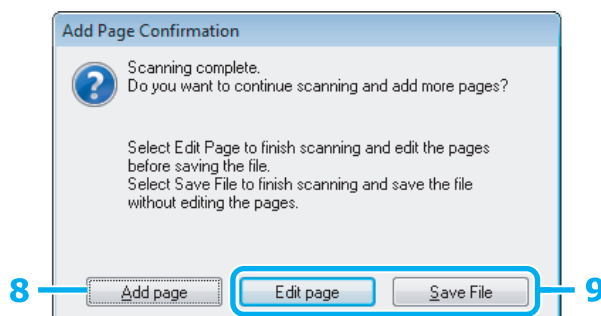 Add Page Confirmation
Scanning complete.
Do you want to continue scanning and add more pages?
Select Edit Page to finish scanning and edit the pages
before saving the file.
Select Save File to finish scanning and save the file
without editing the pages.
8 Add page Edit page Save File 9